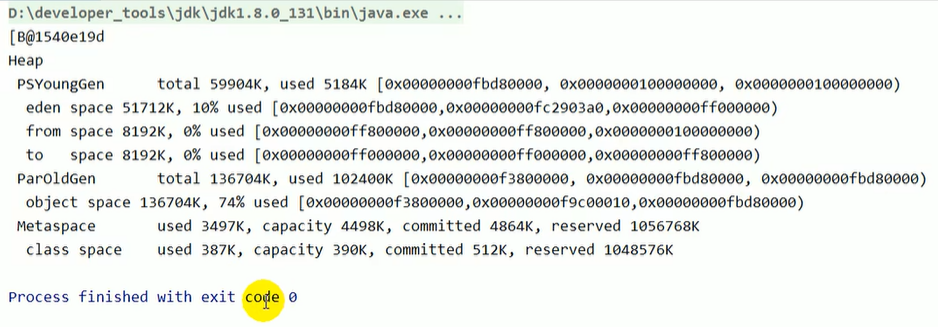 D:\developer_tools\jdk\jdk1.8.0_131\bin\java.exe ...
[B@1540e19d
Heap
 PSYoungGen      total 59904K, used 5184K [0x00000000fbd80000, 0x0000000100000000, 0x0000000100000000)
  eden space 51712K, 10% used [0x00000000fbd80000,0x00000000fc2903a0,0x00000000ff000000)
  from space 8192K, 0% used [0x00000000ff800000,0x00000000ff800000,0x0000000100000000)
  to   space 8192K, 0% used [0x00000000ff000000,0x00000000ff000000,0x00000000ff800000)
 ParOldGen       total 136704K, used 102400K [0x00000000f3800000, 0x00000000fbd80000, 0x00000000fbd80000)
  object space 136704K, 74% used [0x00000000f3800000,0x00000000f9c00010,0x00000000fbd80000)
 Metaspace       used 3497K, capacity 4498K, committed 4864K, reserved 1056768K
  class space    used 387K, capacity 390K, committed 512K, reserved 1048576K
Process finished with exit code 0